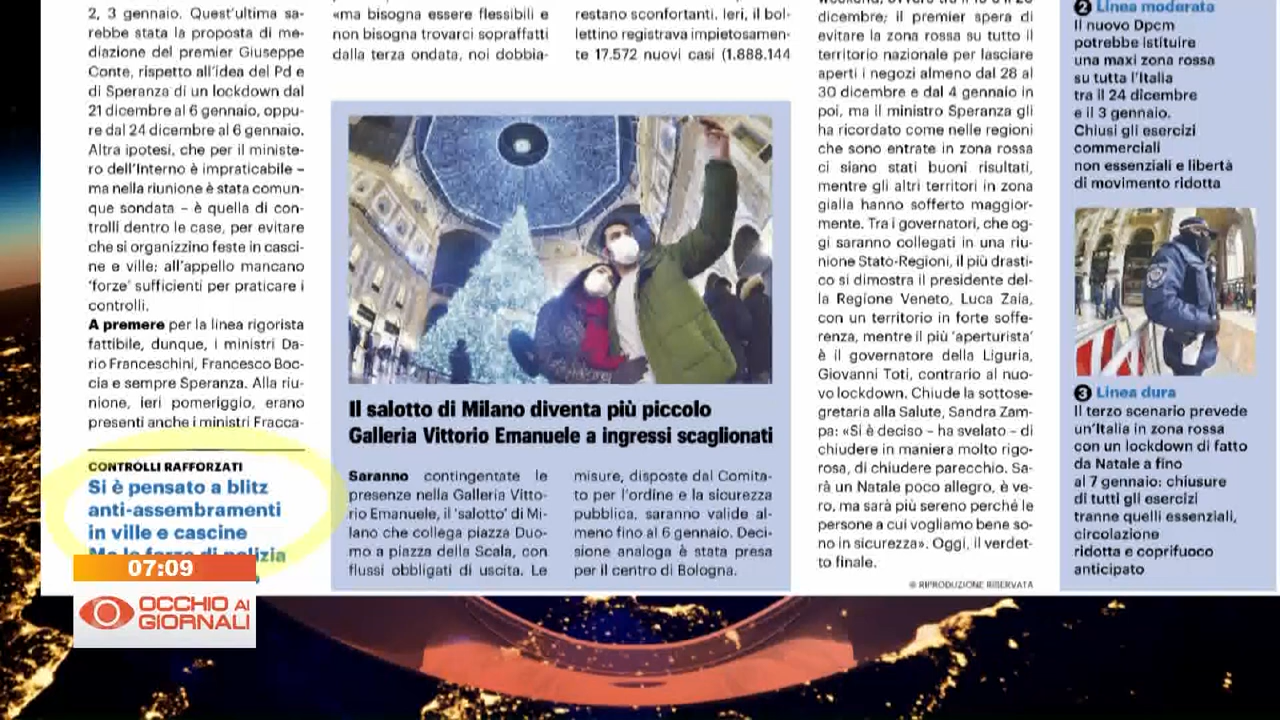 2, 3 gennaio. Quest'ultima sa-
rebbe stata la proposta di me-
diazione del premier Giuseppe
Conte, rispetto all'idea del Pd e
di Speranza di un lockdown dal
21 dicembre al 6 gennaio, oppu-
re dal 24 dicembre al 6 gennaio.
Altra ipotesi, che per il ministe-
ro dell'Interno è impraticabile –
ma nella riunione è stata comun-
que sondata – è quella di con-
trolli dentro le case, per evitare
che si organizzino feste in casci-
ne e ville: all'appello mancano
'forze' sufficienti per praticare i
controlli.
A premere per la linea rigorista
fattibile, dunque, i ministri Da-
rio Franceschini, Francesco Boc-
cia e sempre Speranza. Alla riu-
nione, ieri pomeriggio, erano
presenti anche i ministri Fracca-
CONTROLLI RAFFORZATI
Si è pensato a blitz
anti-assembramenti
in ville e cascine
Ma le forze di polizia
«ma bisogna essere flessibili e
non bisogna trovarci sopraffatti
dalla terza ondata, noi dobbia-
restano sconfortanti. Ieri, il bol-
lettino registrava impietosamen-
te 17.572 nuovi casi (1.888.144
Il salotto di Milano diventa più piccolo
Galleria Vittorio Emanuele a ingressi scaglionati
Saranno contingentate le
presenze nella Galleria Vitto-
rio Emanuele, il 'salotto' di Mi-
lano che collega piazza Duo-
mo a piazza della Scala, con
flussi obbligati di uscita. Le
misure, disposte dal Comita-
to per l'ordine e la sicurezza
pubblica, saranno valide al-
meno fino al 6 gennaio. Deci-
sione analoga è stata presa
per il centro di Bologna.
dicembre; il premier spera di
evitare la zona rossa su tutto il
territorio nazionale per lasciare
aperti i negozi almeno dal 28 al
30 dicembre e dal 4 gennaio in
poi, ma il ministro Speranza gli
ha ricordato come nelle regioni
che sono entrate in zona rossa
ci siano stati buoni risultati,
mentre gli altri territori in zona
gialla hanno sofferto maggior-
mente. Tra i governatori, che og-
gi saranno collegati in una riu-
nione Stato-Regioni, il più drasti-
co si dimostra il presidente del-
la Regione Veneto, Luca Zaia,
con un territorio in forte soffe-
renza, mentre il più 'aperturista'
è il governatore della Liguria,
Giovanni Toti, contrario al nuo-
vo lockdown. Chiude la sottose-
gretaria alla Salute, Sandra Zam-
pa: «Si è deciso – ha svelato – di
chiudere in maniera molto rigo-
rosa, di chiudere parecchio. Sa-
rà un Natale poco allegro, è ve-
ro, ma sarà più sereno perché le
persone a cui vogliamo bene so-
no in sicurezza». Oggi, il verdet-
to finale.
© RIPRODUZIONE RISERVATA
2 Linea moderata
Il nuovo Dpcm
potrebbe istituire
una maxi zona rossa
su tutta l'Italia
tra il 24 dicembre
e il 3 gennaio.
Chiusi gli esercizi
commerciali
non essenziali e libertà
di movimento ridotta
3 Linea dura
Il terzo scenario prevede
un'Italia in zona rossa
con un lockdown di fatto
da Natale a fino
al 7 gennaio: chiusure
di tutti gli esercizi
tranne quelli essenziali,
circolazione
ridotta e coprifuoco
anticipato
07:09
OCCHIO AI
GIORNALI